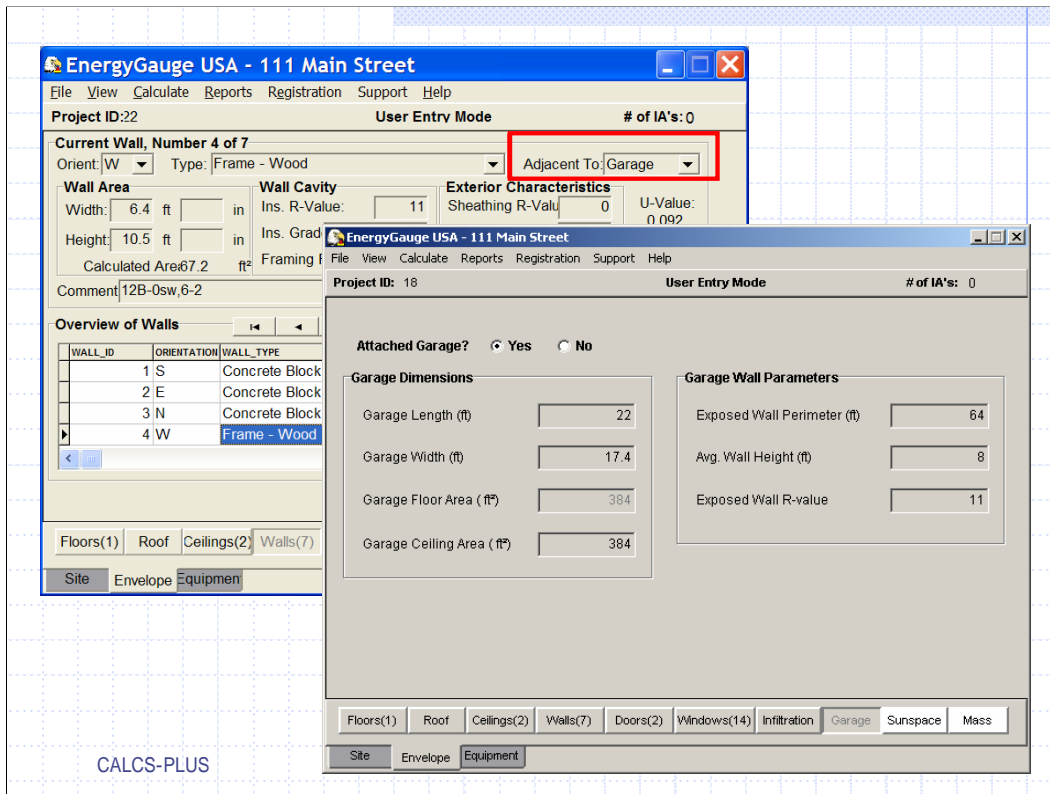 EnergyGauge USA - 111 Main Street
File View Calculate Reports Registration Support Help
Project ID:22 User Entry Mode # of IA's: 0
Current Wall, Number 4 of 7
Orient: W Type: Frame - Wood Adjacent To: Garage
Wall Area Wall Cavity Exterior Characteristics
Width: 6.4 ft in Ins. R-Value: 11 Sheathing R-Valu 0 U-Value:
0.092
Height: 10.5 ft in Ins. Grad
Calculated Are67.2 ft² Framing
Comment 12B-0sw,6-2
Overview of Walls
WALL_ID ORIENTATION WALL_TYPE
1 S Concrete Block
2 E Concrete Block
3 N Concrete Block
4 W Frame - Wood
Floors(1) Roof Ceilings(2) Walls(7)
Site Envelope Equipmen
EnergyGauge USA - 111 Main Street
File View Calculate Reports Registration Support Help
Project ID: 18 User Entry Mode # of IA's: 0
Attached Garage? Yes No
Garage Dimensions Garage Wall Parameters
Garage Length (ft) 22 Exposed Wall Perimeter (ft) 64
Garage Width (ft) 17.4 Avg. Wall Height (ft) 8
Garage Floor Area ( ft²) 384 Exposed Wall R-value 11
Garage Ceiling Area ( ft²) 384
Floors(1) Roof Ceilings(2) Walls(7) Doors(2) Windows(14) Infiltration Garage Sunspace Mass
Site Envelope Equipment
CALCS-PLUS